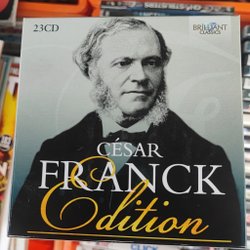 23CD
BRILLIANT
CLASSICS
CÉSAR
FRANCK
Edition